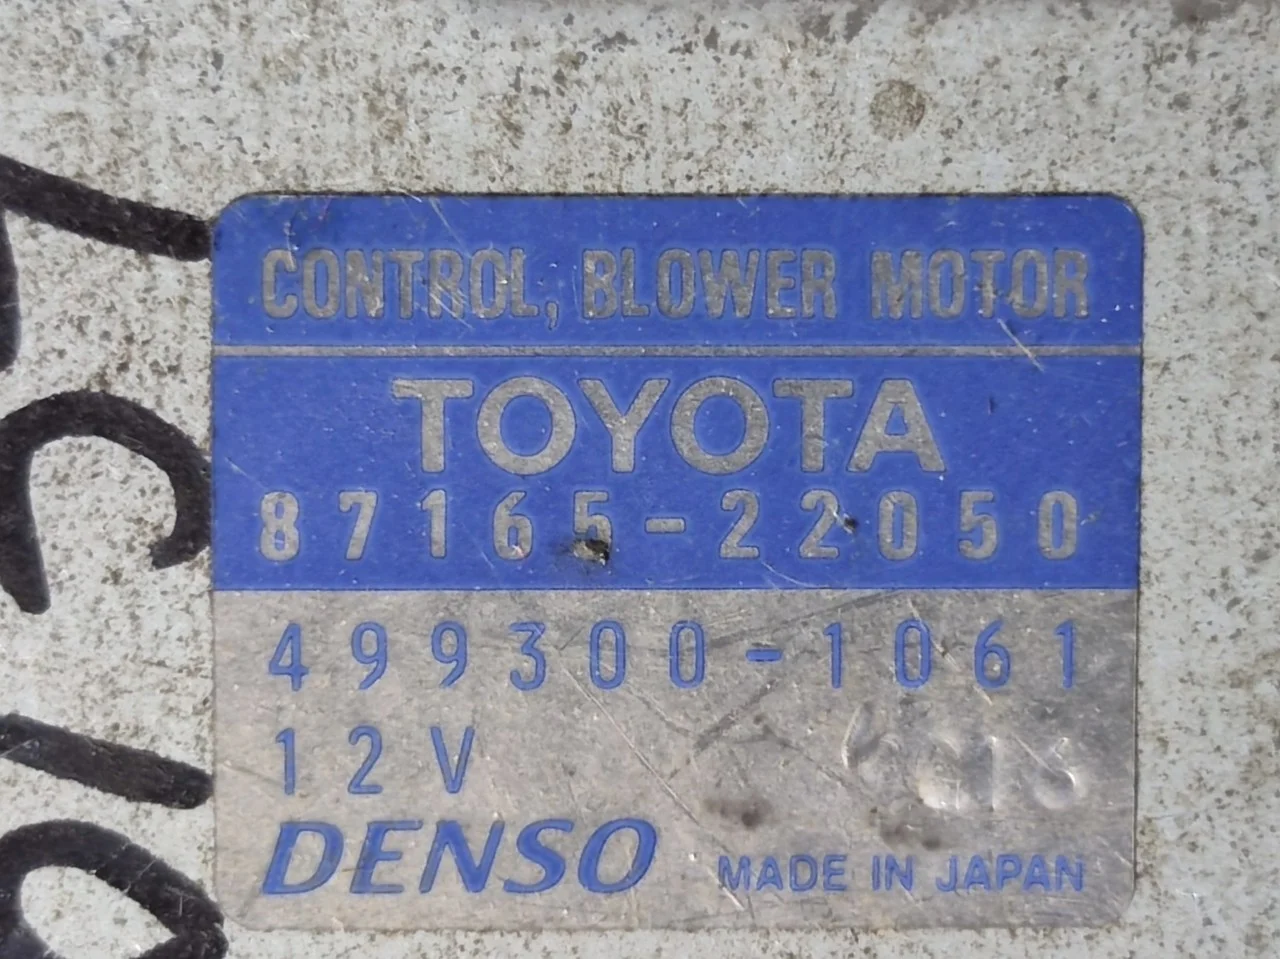 CONTROL, BLOWER MOTOR
TOYOTA
87165-22050
499300-1061
12V
DENSO MADE IN JAPAN